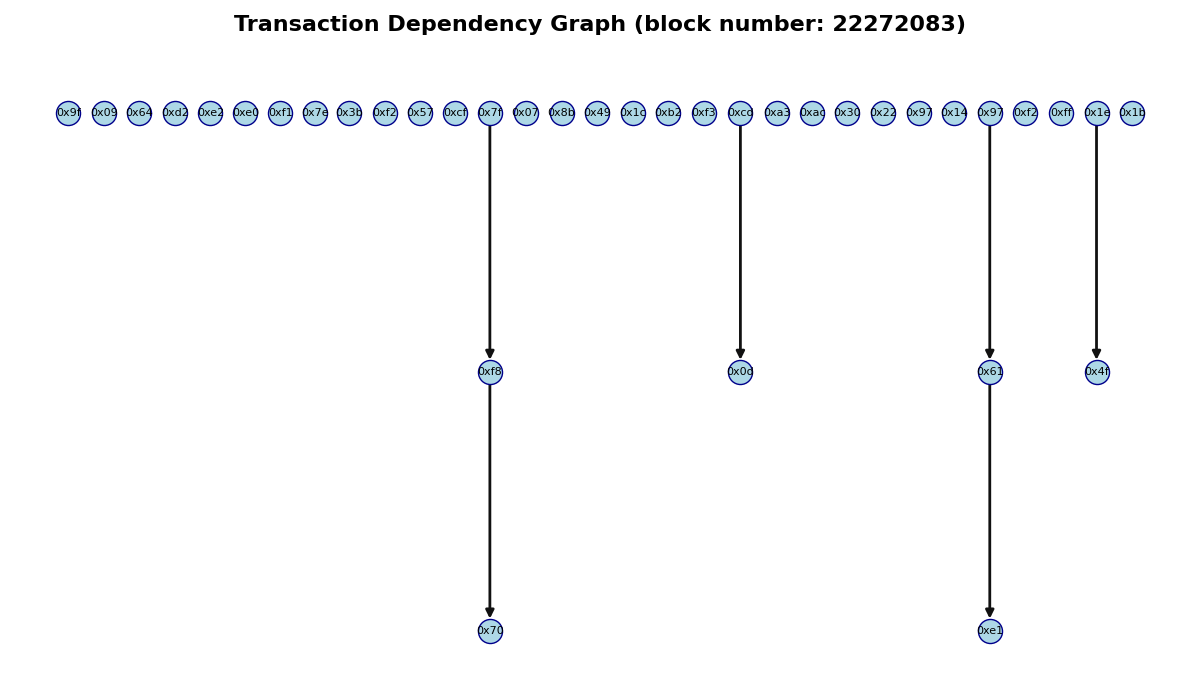 Transaction Dependency Graph (block number: 22272083)
0x9f 0x09 0x64 0xd2 0xe2 0xe0 0xf1 0x7e 0x3b 0xf2 0x57 0xcf 0x7f 0x07 0x8b 0x49 0x1c 0xb2 0xf3 0xcd 0xa3 0xac 0x30 0x22 0x97 0x14 0x97 0xf2 0xff 0x1e 0x1b
0xf8 0x0d 0x61 0x4f
0x70 0xe1